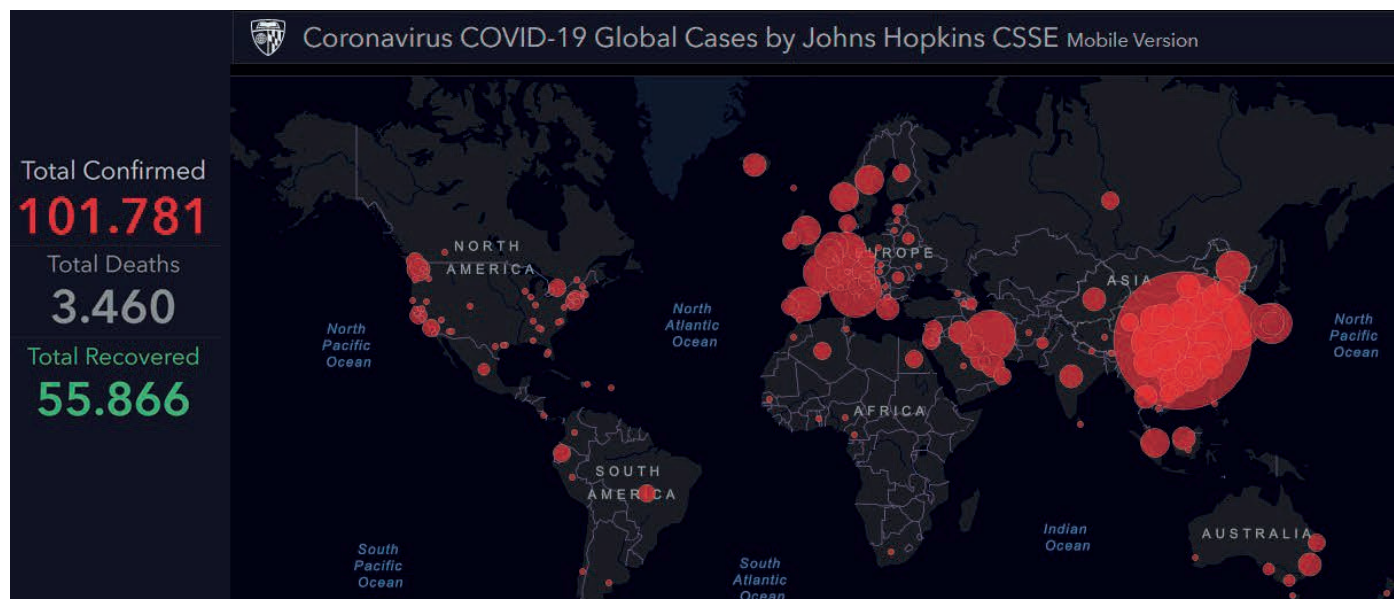 Coronavirus COVID-19 Global Cases by Johns Hopkins CSSE Mobile Version
Total Confirmed
101.781
Total Deaths
3.460
Total Recovered
55.866
NORTH
AMERICA
EUROPE
ASIA
North
Pacific
Ocean
North
Atlantic
Ocean
North
Pacific
Ocean
AFRICA
SOUTH
AMERICA
Indian
Ocean
AUSTRALIA
South
Pacific
Ocean
South
Atlantic
Ocean